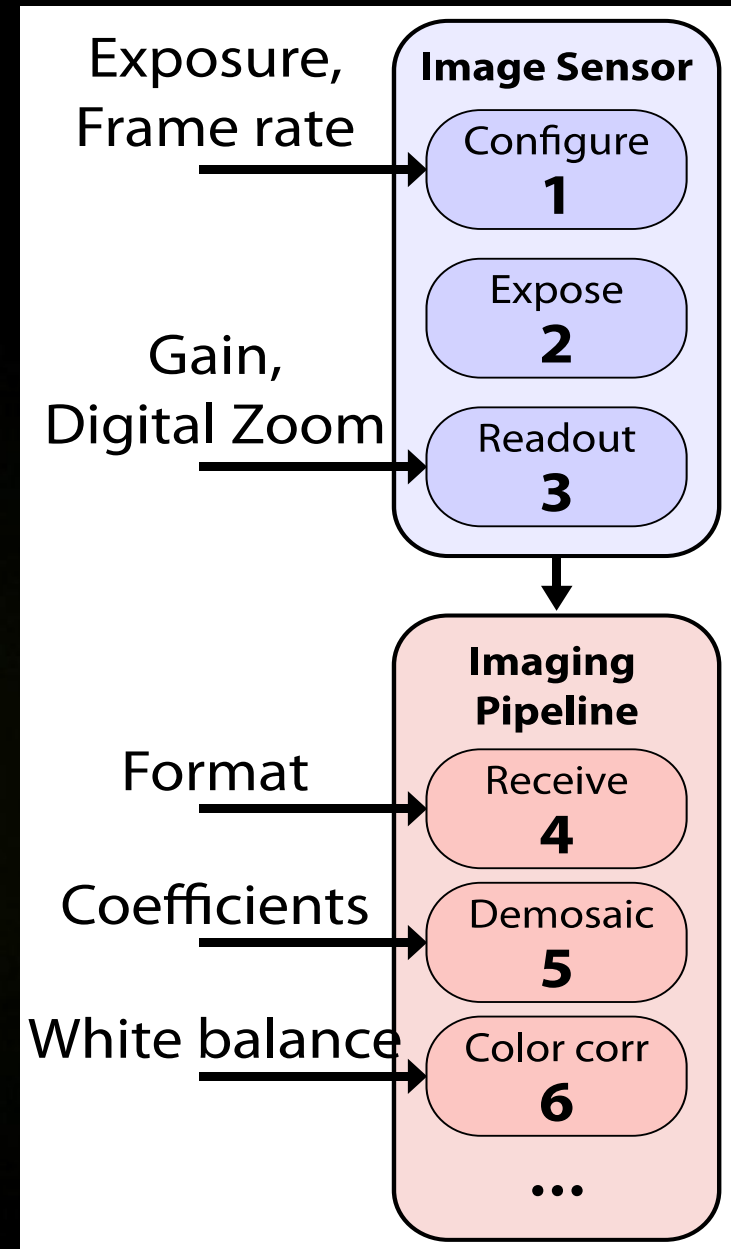 Exposure,
Frame rate
Image Sensor
Configure
1
Expose
2
Gain,
Digital Zoom
Readout
3
Imaging
Pipeline
Format
Receive
4
Coefficients
Demosaic
5
White balance
Color corr
6
...